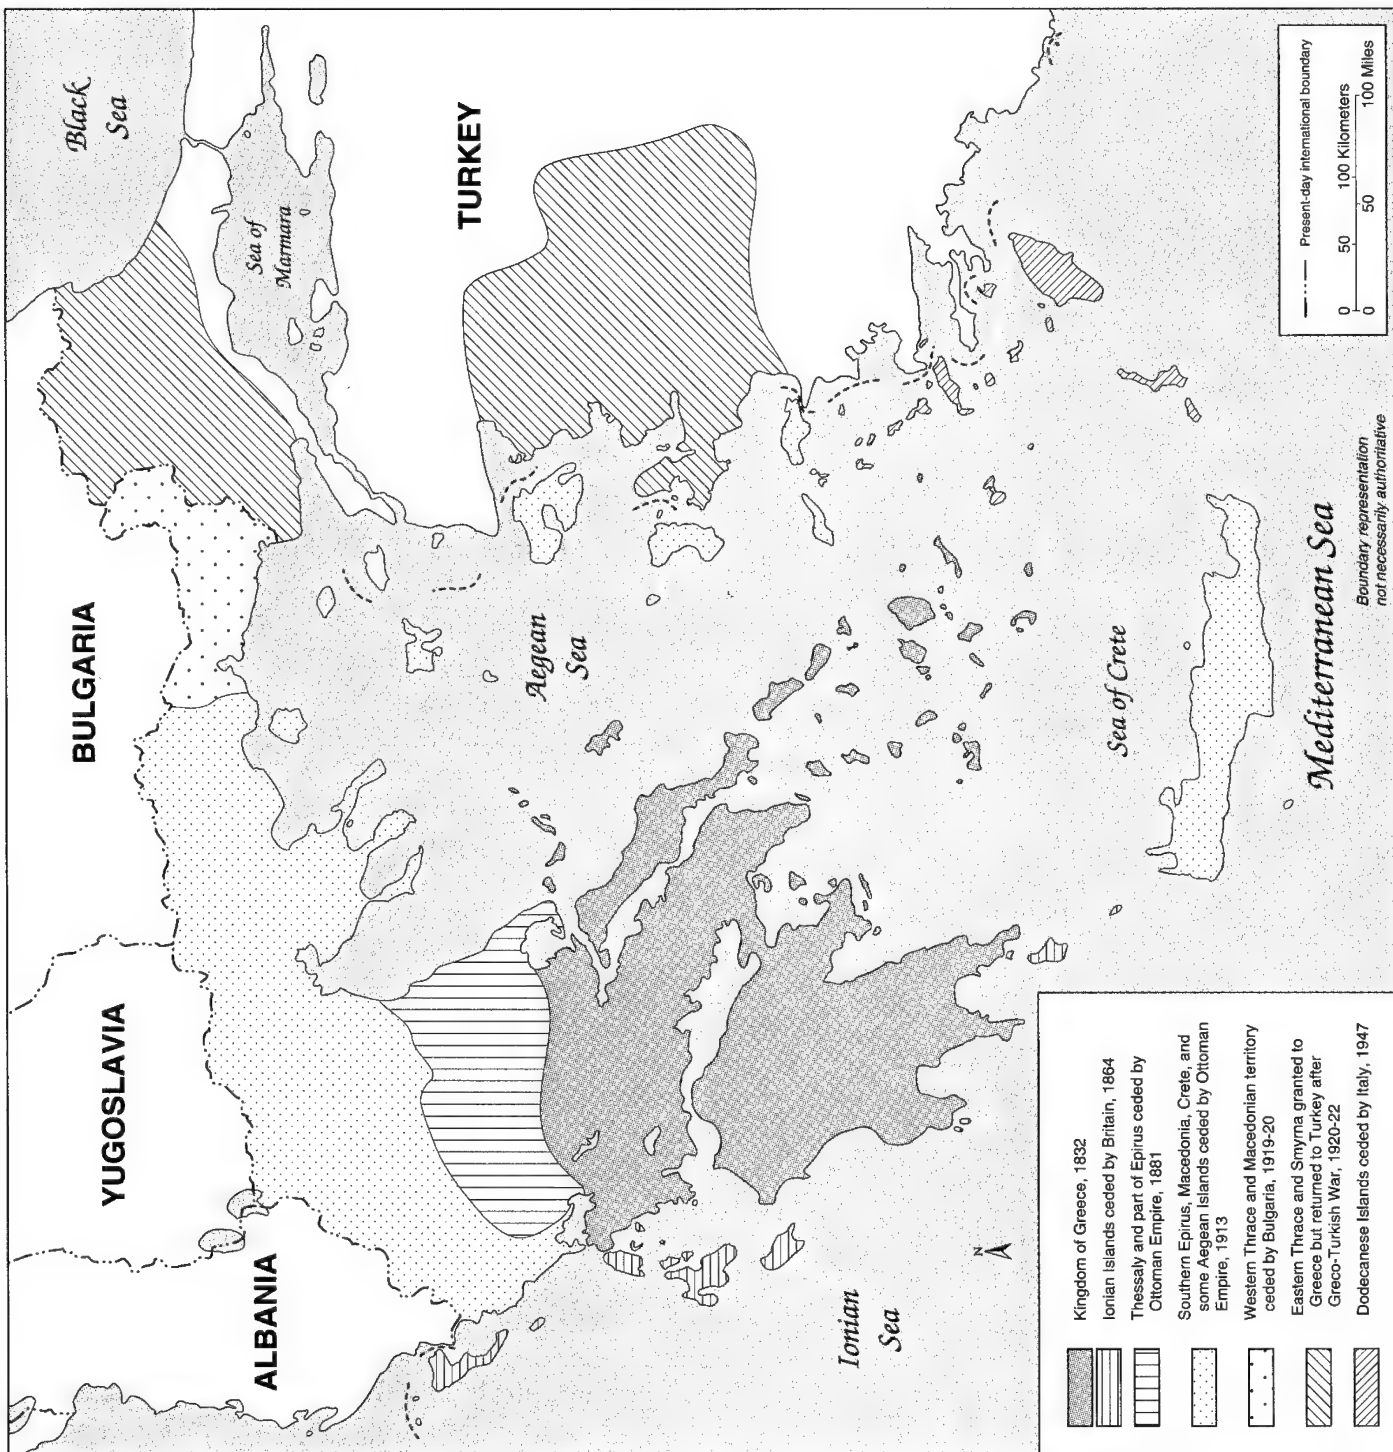 Black
Sea
Sea of
Marmara
TURKEY
BULGARIA
YUGOSLAVIA
ALBANIA
Aegean
Sea
Sea of Crete
Mediterranean Sea
Ionian
Sea
N
Boundary representation
not necessarily authoritative
Present-day international boundary
0 50 100 Kilometers
0 50 100 Miles
Kingdom of Greece, 1832
Ionian Islands ceded by Britain, 1864
Thessaly and part of Epirus ceded by
Ottoman Empire, 1881
Southern Epirus, Macedonia, Crete, and
some Aegean Islands ceded by Ottoman
Empire, 1913
Western Thrace and Macedonian territory
ceded by Bulgaria, 1919-20
Eastern Thrace and Smyrna granted to
Greece but returned to Turkey after
Greco-Turkish War, 1920-22
Dodecanese Islands ceded by Italy, 1947